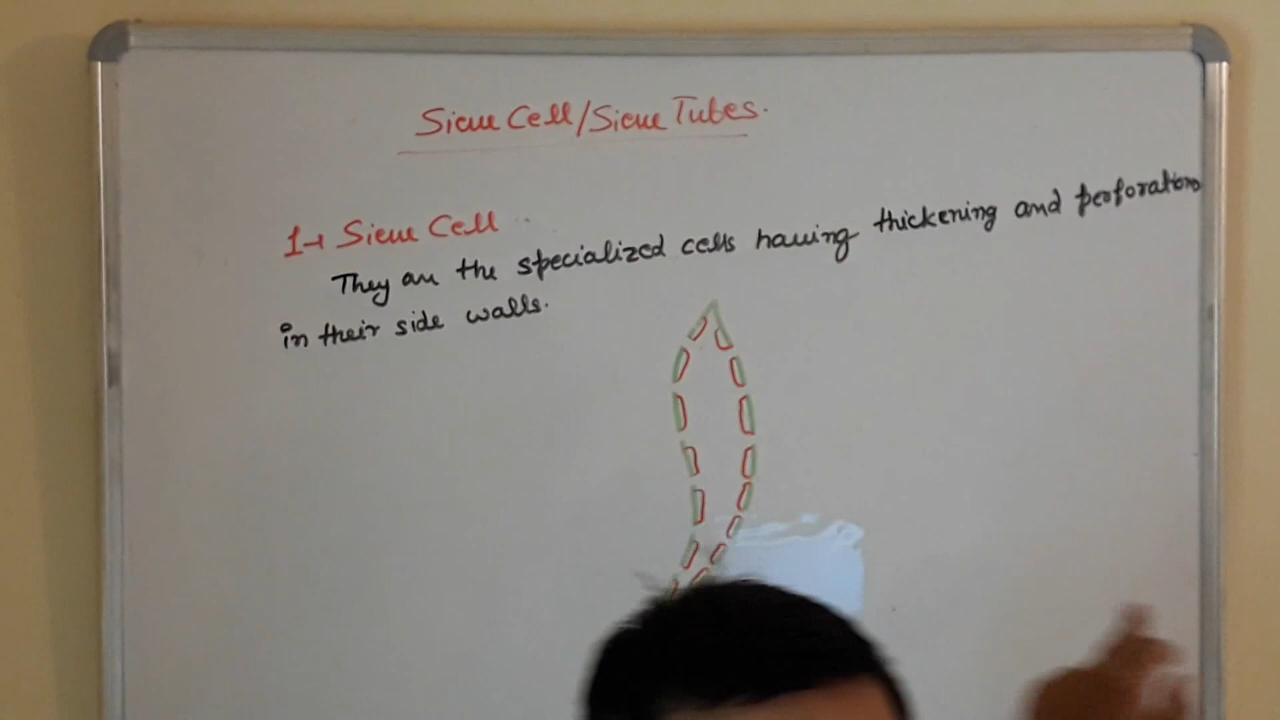 Sieve Cell/Sieve Tubes.
1→ Sieve Cell
They are the specialized cells having thickening and perforations
in their side walls.